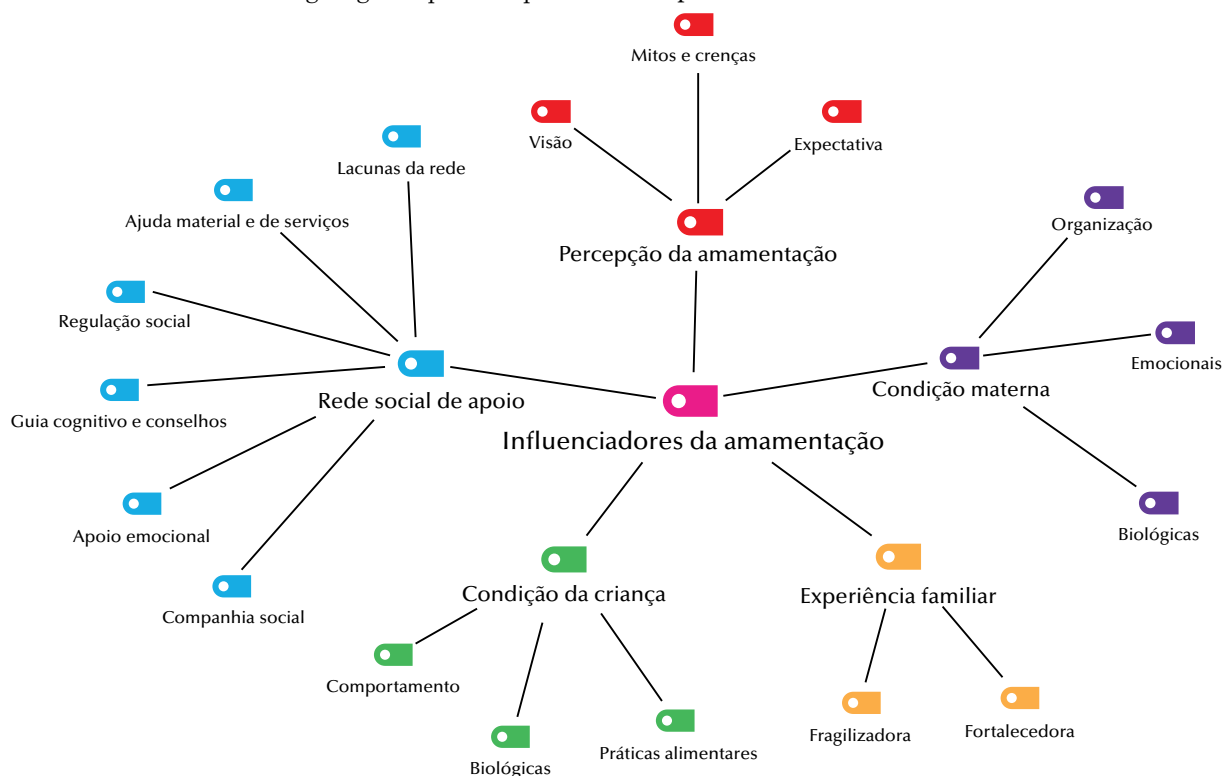 Mitos e crenças
Visão
Expectativa
Lacunas da rede
Ajuda material e de serviços
Organização
Percepção da amamentação
Regulação social
Emocionais
Condição materna
Rede social de apoio
Guia cognitivo e conselhos
Influenciadores da amamentação
Apoio emocional
Biológicas
Condição da criança
Experiência familiar
Companhia social
Comportamento
Fragilizadora
Fortalecedora
Práticas alimentares
Biológicas